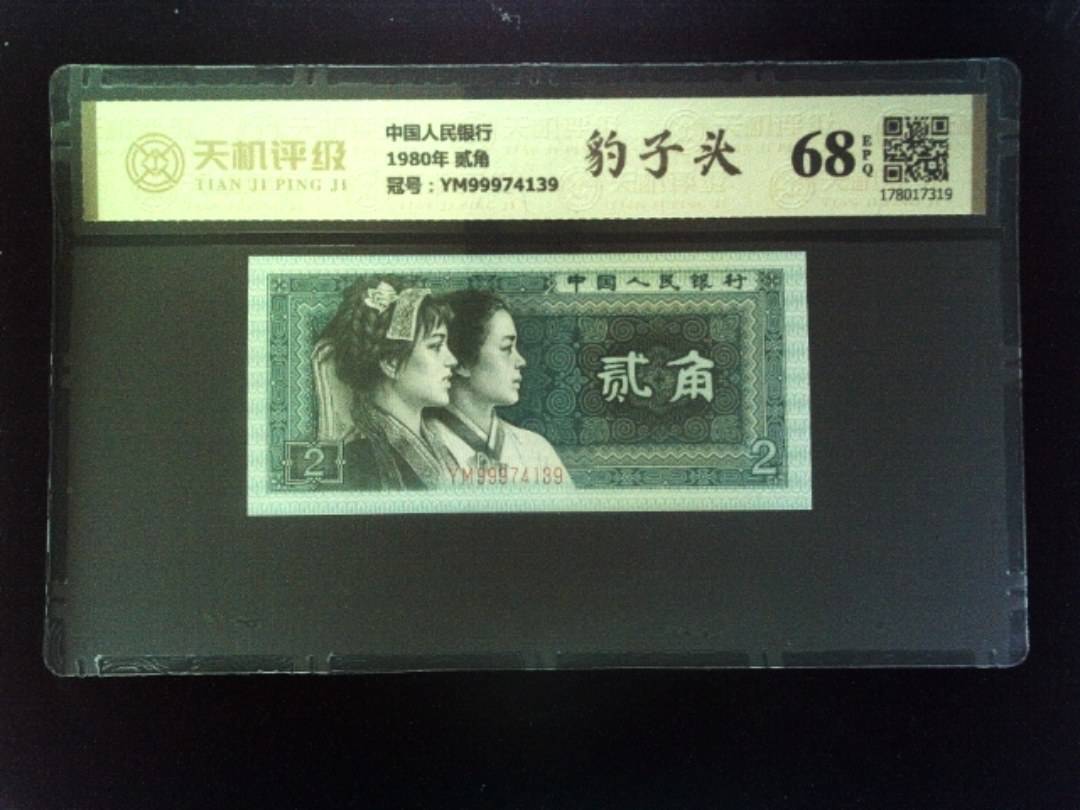 天机评级
TIAN JI PING JI
中国人民银行
1980年 贰角
冠号：YM99974139
豹子头
68
EPQ
178017319
中国人民银行
贰角
2
2
YM99974139